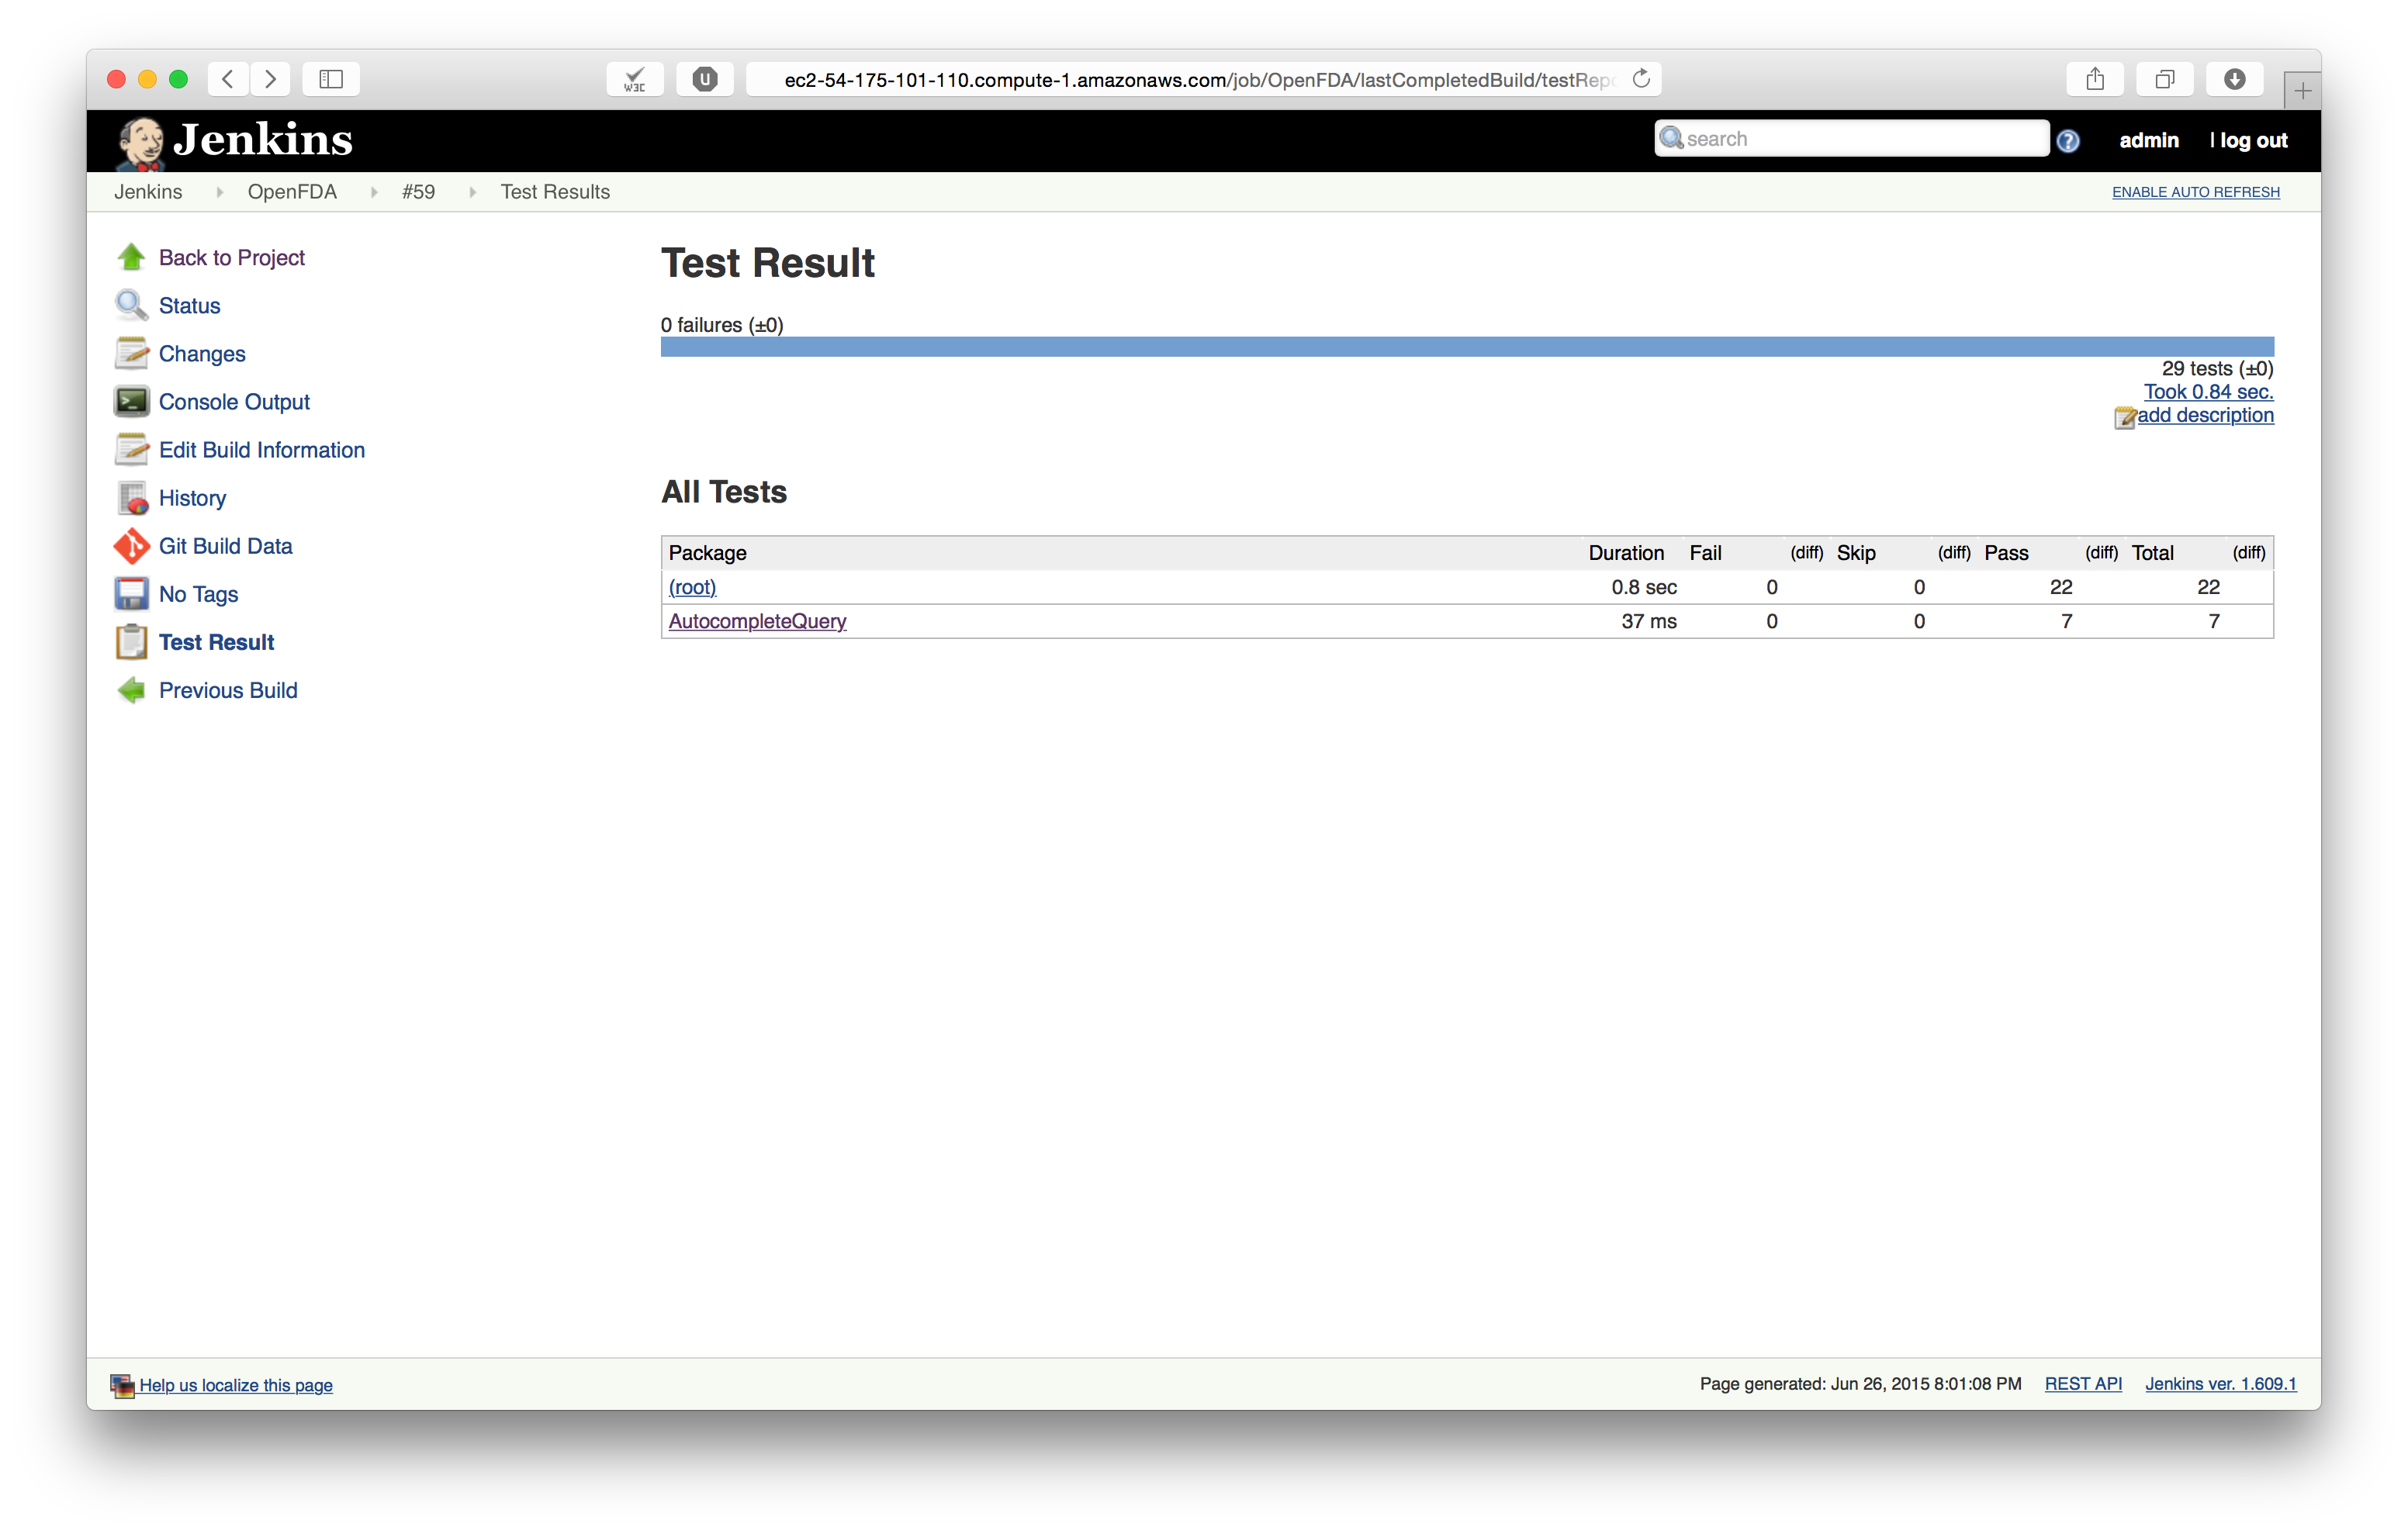 W3C
U
ec2-54-175-101-110.compute-1.amazonaws.com/job/OpenFDA/lastCompletedBuild/testRep
Jenkins
search
? admin | log out
Jenkins OpenFDA #59 Test Results
ENABLE AUTO REFRESH
Back to Project
Status
Changes
Console Output
Edit Build Information
History
Git Build Data
No Tags
Test Result
Previous Build
Test Result
0 failures (±0)
29 tests (±0)
Took 0.84 sec.
add description
All Tests
Package Duration Fail (diff) Skip (diff) Pass (diff) Total (diff)
(root) 0.8 sec 0 0 22 22
AutocompleteQuery 37 ms 0 0 7 7
Help us localize this page
Page generated: Jun 26, 2015 8:01:08 PM REST API Jenkins ver. 1.609.1